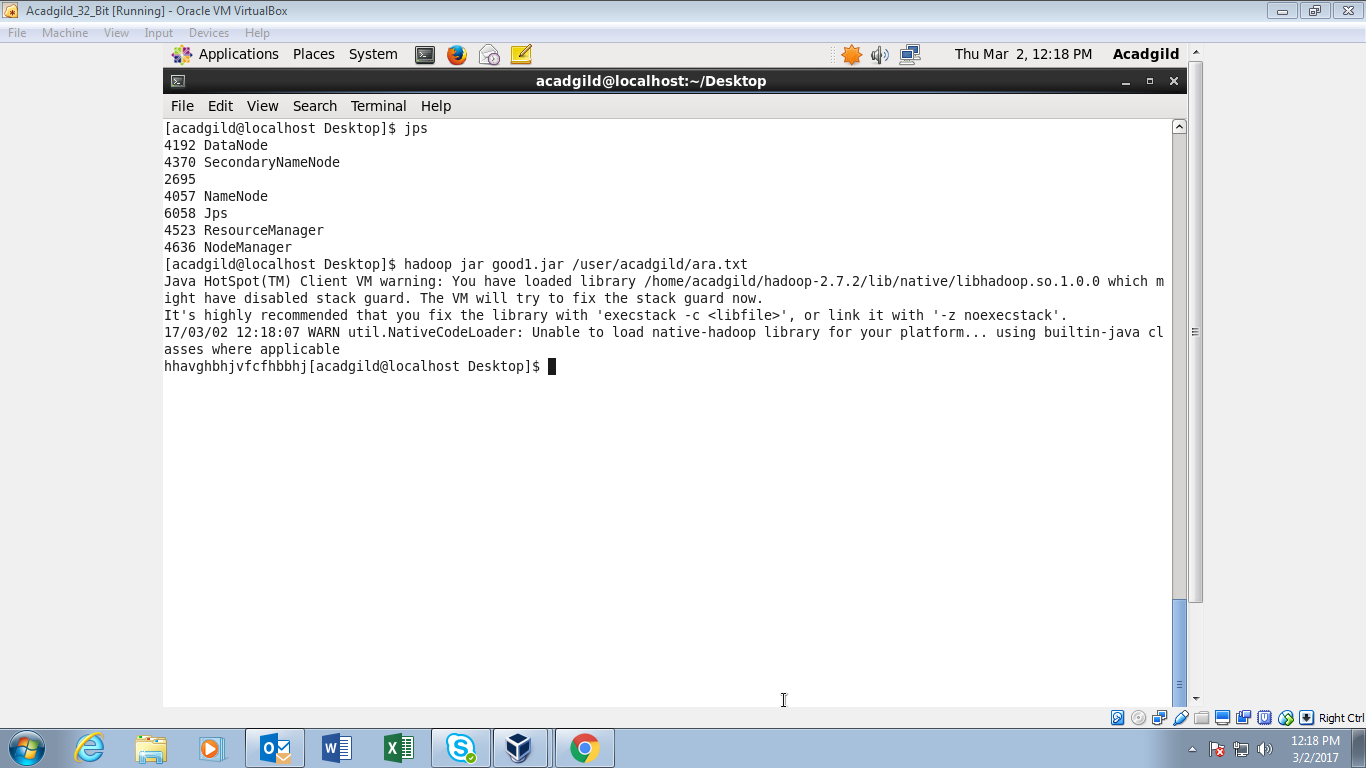 Acadgild_32_Bit [Running] - Oracle VM VirtualBox
File Machine View Input Devices Help
Applications Places System Thu Mar 2, 12:18 PM Acadgild
acadgild@localhost:~/Desktop
File Edit View Search Terminal Help
[acadgild@localhost Desktop]$ jps
4192 DataNode
4370 SecondaryNameNode
2695
4057 NameNode
6058 Jps
4523 ResourceManager
4636 NodeManager
[acadgild@localhost Desktop]$ hadoop jar good1.jar /user/acadgild/ara.txt
Java HotSpot(TM) Client VM warning: You have loaded library /home/acadgild/hadoop-2.7.2/lib/native/libhadoop.so.1.0.0 which m
ight have disabled stack guard. The VM will try to fix the stack guard now.
It's highly recommended that you fix the library with 'execstack -c <libfile>', or link it with '-z noexecstack'.
17/03/02 12:18:07 WARN util.NativeCodeLoader: Unable to load native-hadoop library for your platform... using builtin-java cl
asses where applicable
hhavghbhjvfcfhbbhj[acadgild@localhost Desktop]$
Right Ctrl
12:18 PM
3/2/2017